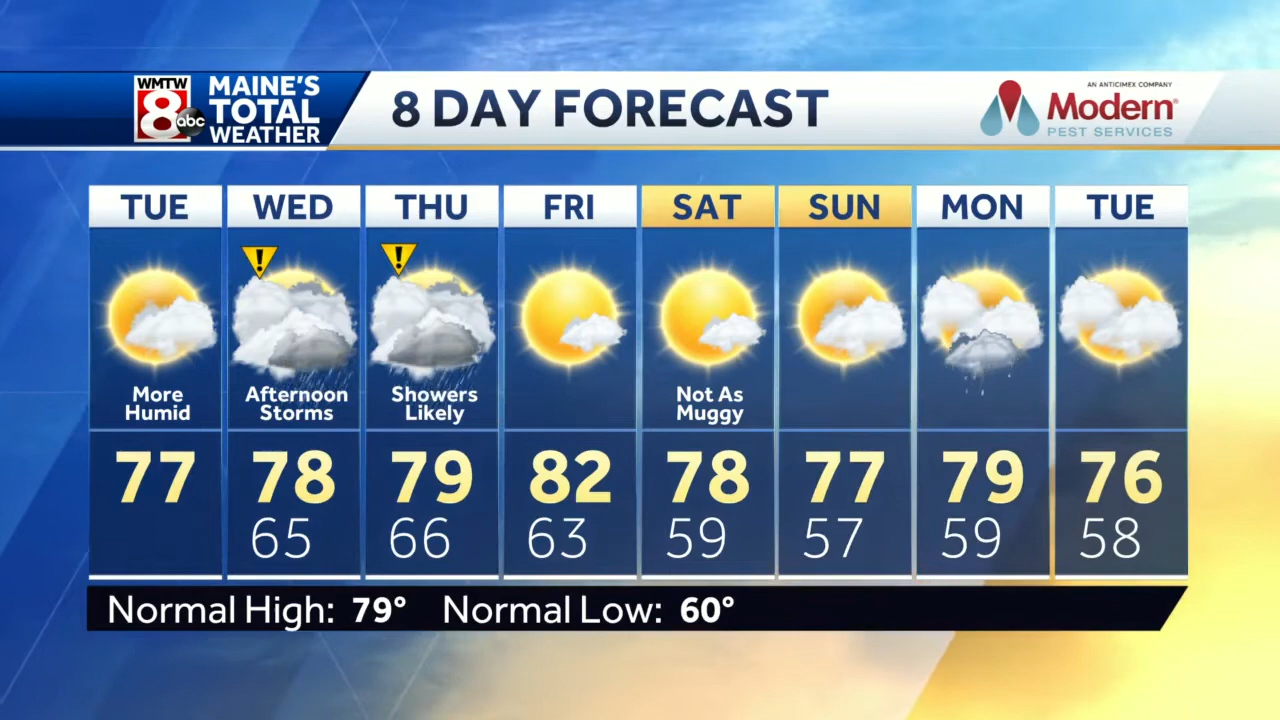 WMTW
8
abc
MAINE'S
TOTAL
WEATHER
8 DAY FORECAST
AN ANTICIMEX COMPANY
Modern®
PEST SERVICES
TUE WED THU FRI SAT SUN MON TUE
! !
More Humid
Afternoon Storms
Showers Likely
Not As Muggy
77 78 79 82 78 77 79 76
65 66 63 59 57 59 58
Normal High: 79° Normal Low: 60°